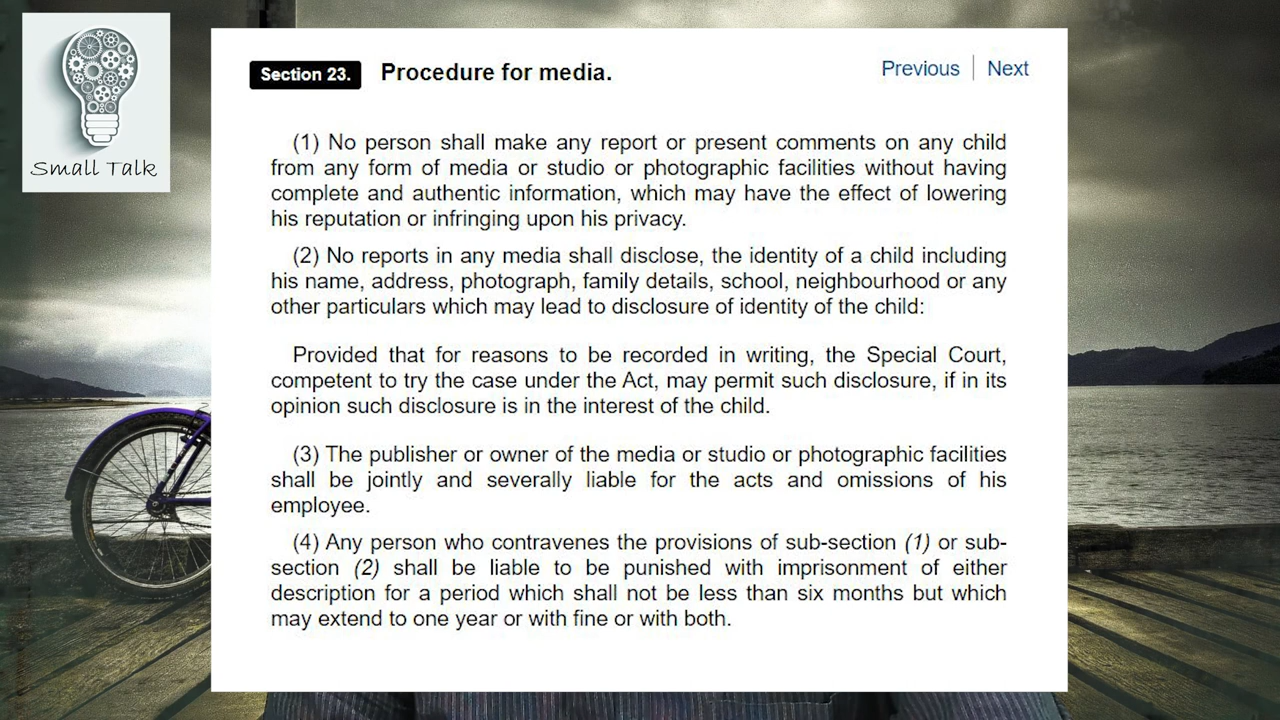 Small Talk
Section 23. Procedure for media. Previous Next
(1) No person shall make any report or present comments on any child
from any form of media or studio or photographic facilities without having
complete and authentic information, which may have the effect of lowering
his reputation or infringing upon his privacy.
(2) No reports in any media shall disclose, the identity of a child including
his name, address, photograph, family details, school, neighbourhood or any
other particulars which may lead to disclosure of identity of the child:
Provided that for reasons to be recorded in writing, the Special Court,
competent to try the case under the Act, may permit such disclosure, if in its
opinion such disclosure is in the interest of the child.
(3) The publisher or owner of the media or studio or photographic facilities
shall be jointly and severally liable for the acts and omissions of his
employee.
(4) Any person who contravenes the provisions of sub-section (1) or sub-
section (2) shall be liable to be punished with imprisonment of either
description for a period which shall not be less than six months but which
may extend to one year or with fine or with both.